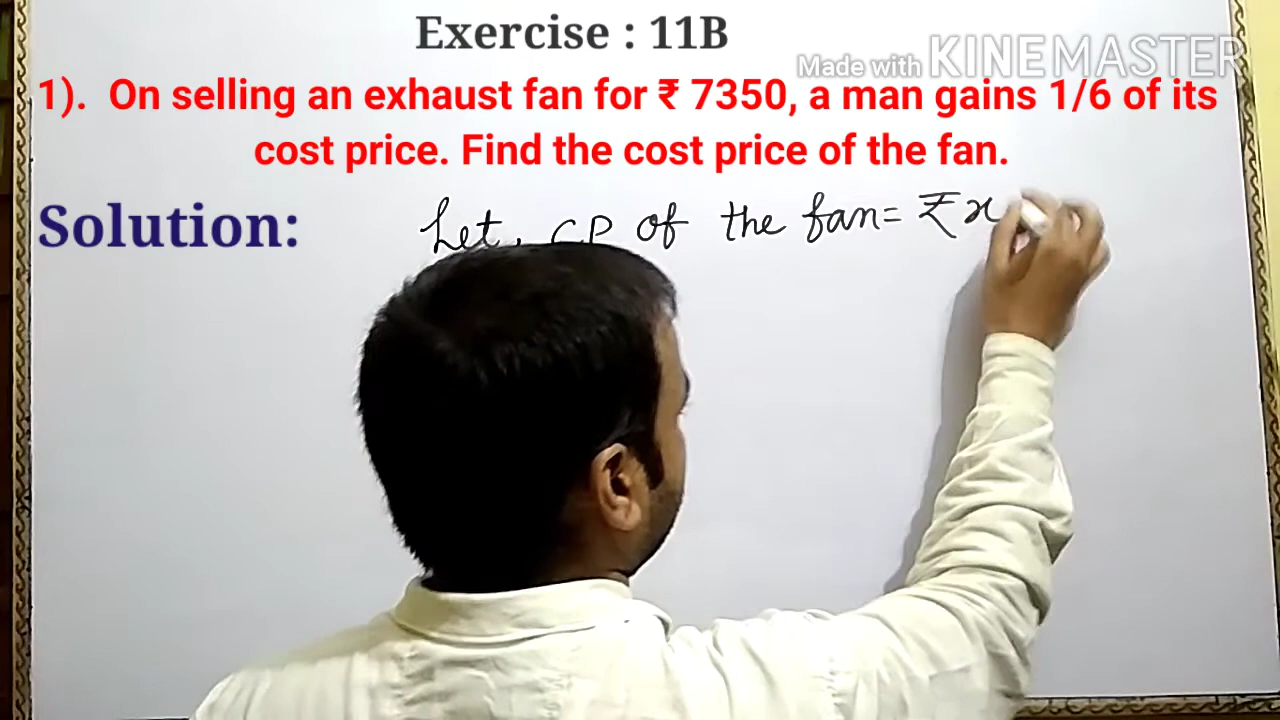 Exercise : 11B
Made with KINEMASTER
1). On selling an exhaust fan for ₹ 7350, a man gains 1/6 of its
cost price. Find the cost price of the fan.
Solution: Let, CP of the fan= ₹x